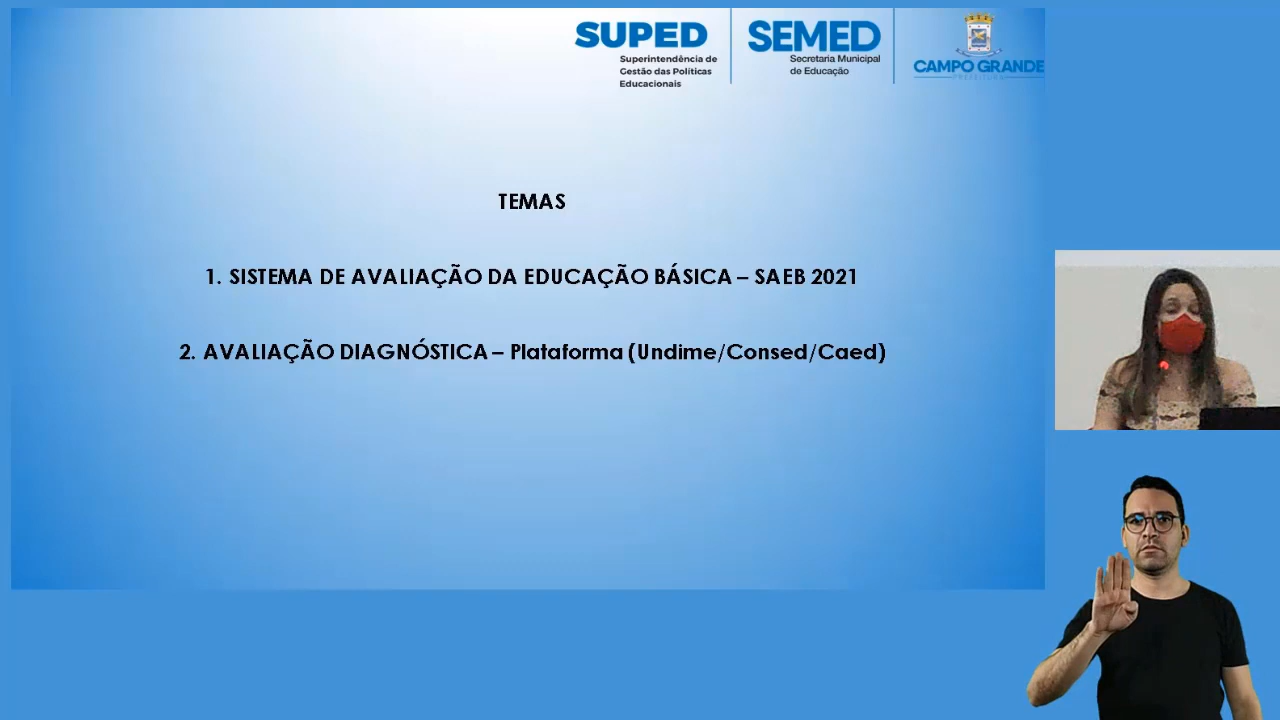 SUPED
Superintendência de
Gestão das Políticas
Educacionais
SEMED
Secretaria Municipal
de Educação
CAMPO GRANDE
PREFEITURA
TEMAS
1. SISTEMA DE AVALIAÇÃO DA EDUCAÇÃO BÁSICA – SAEB 2021
2. AVALIAÇÃO DIAGNÓSTICA – Plataforma (Undime/Consed/Caed)